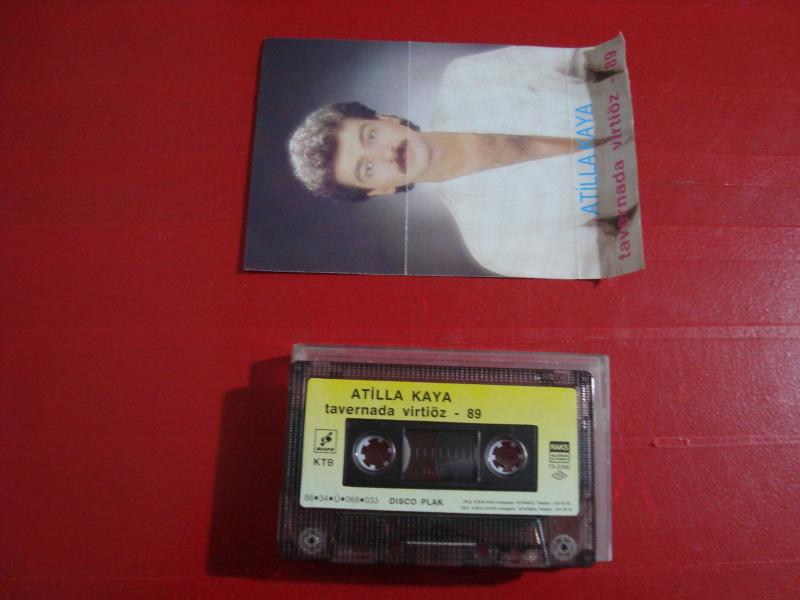 ATİLLA KAYA
tavernada virtiöz - 89
ATİLLA KAYA
tavernada virtiöz - 89
KTB
RAKS
88●34●Ü●068●033
DISCO PLAK